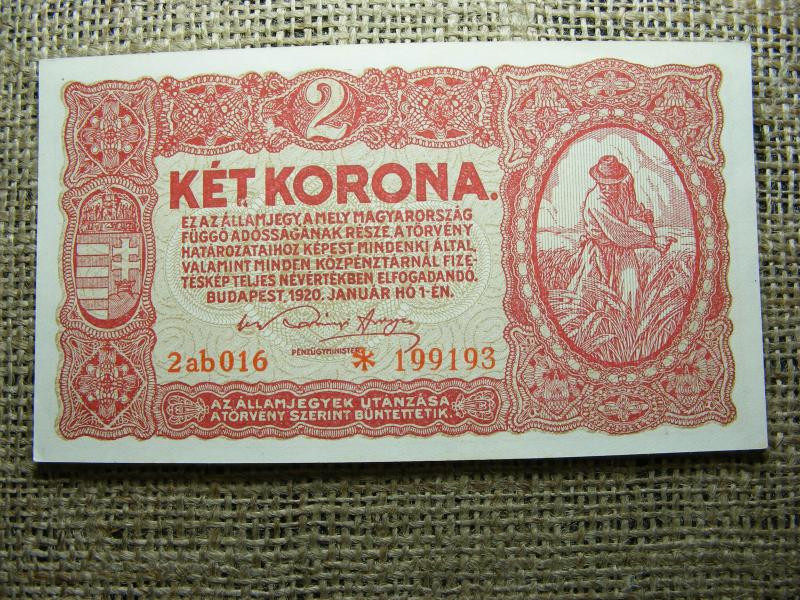 2
KÉT KORONA.
EZ AZ ÁLLAMJEGY, A MELY MAGYARORSZÁG
FÜGGŐ ADÓSSÁGÁNAK RÉSZE, A TÖRVÉNY
HATÁROZATAIHOZ KÉPEST MINDENKI ÁLTAL,
VALAMINT MINDEN KÖZPÉNZTÁRNÁL FIZE-
TÉSKÉP TELJES NÉVÉRTÉKBEN ELFOGADANDÓ.
BUDAPEST, 1920. JANUÁR HÓ 1-ÉN.
PÉNZÜGYMINISTER
2ab016 * 199193
AZ ÁLLAMJEGYEK UTÁNZÁSA
A TÖRVÉNY SZERINT BÜNTETTETIK.